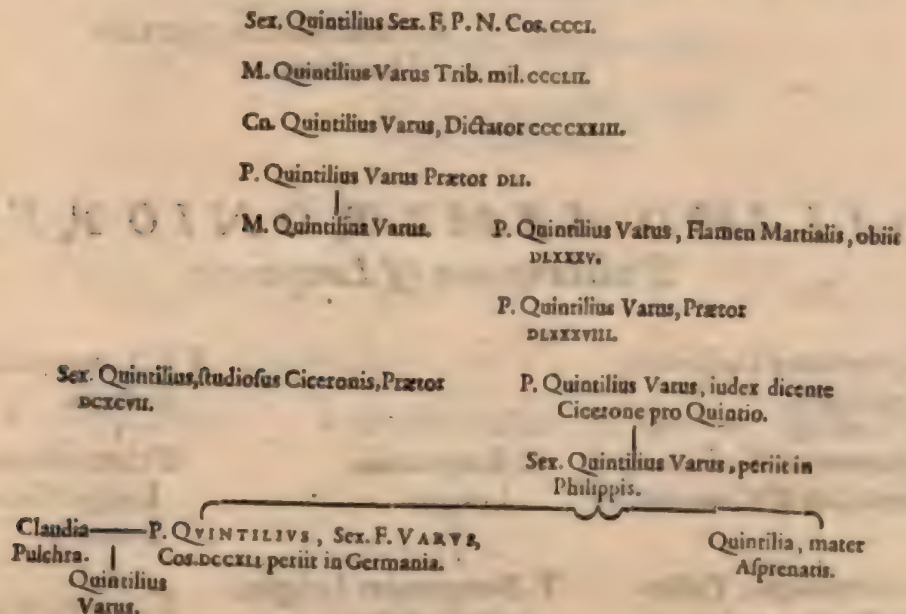 Sex. Quintilius Sex. F. P. N. Cos. CCCI.
M. Quintilius Varus Trib. mil. CCCLII.
Cn. Quintilius Varus, Dictator CCCCXXIII.
P. Quintilius Varus Prætor DLI.
M. Quintilius Varus.
P. Quintilius Varus, Flamen Martialis, obiit
DLXXXV.
P. Quintilius Varus, Prætor
DLXXXVIII.
Sex. Quintilius, ſtudioſus Ciceronis, Prætor
DCXCVII.
P. Quintilius Varus, iudex dicente
Cicerone pro Quintio.
Sex. Quintilius Varus, periit in
Philippis.
Claudia
Pulchra.
P. QVINTILIVS, Sex. F. VARVS,
Cos. DCCXLI periit in Germania.
Quintilia, mater
Aſprenatis.
Quintilius
Varus.